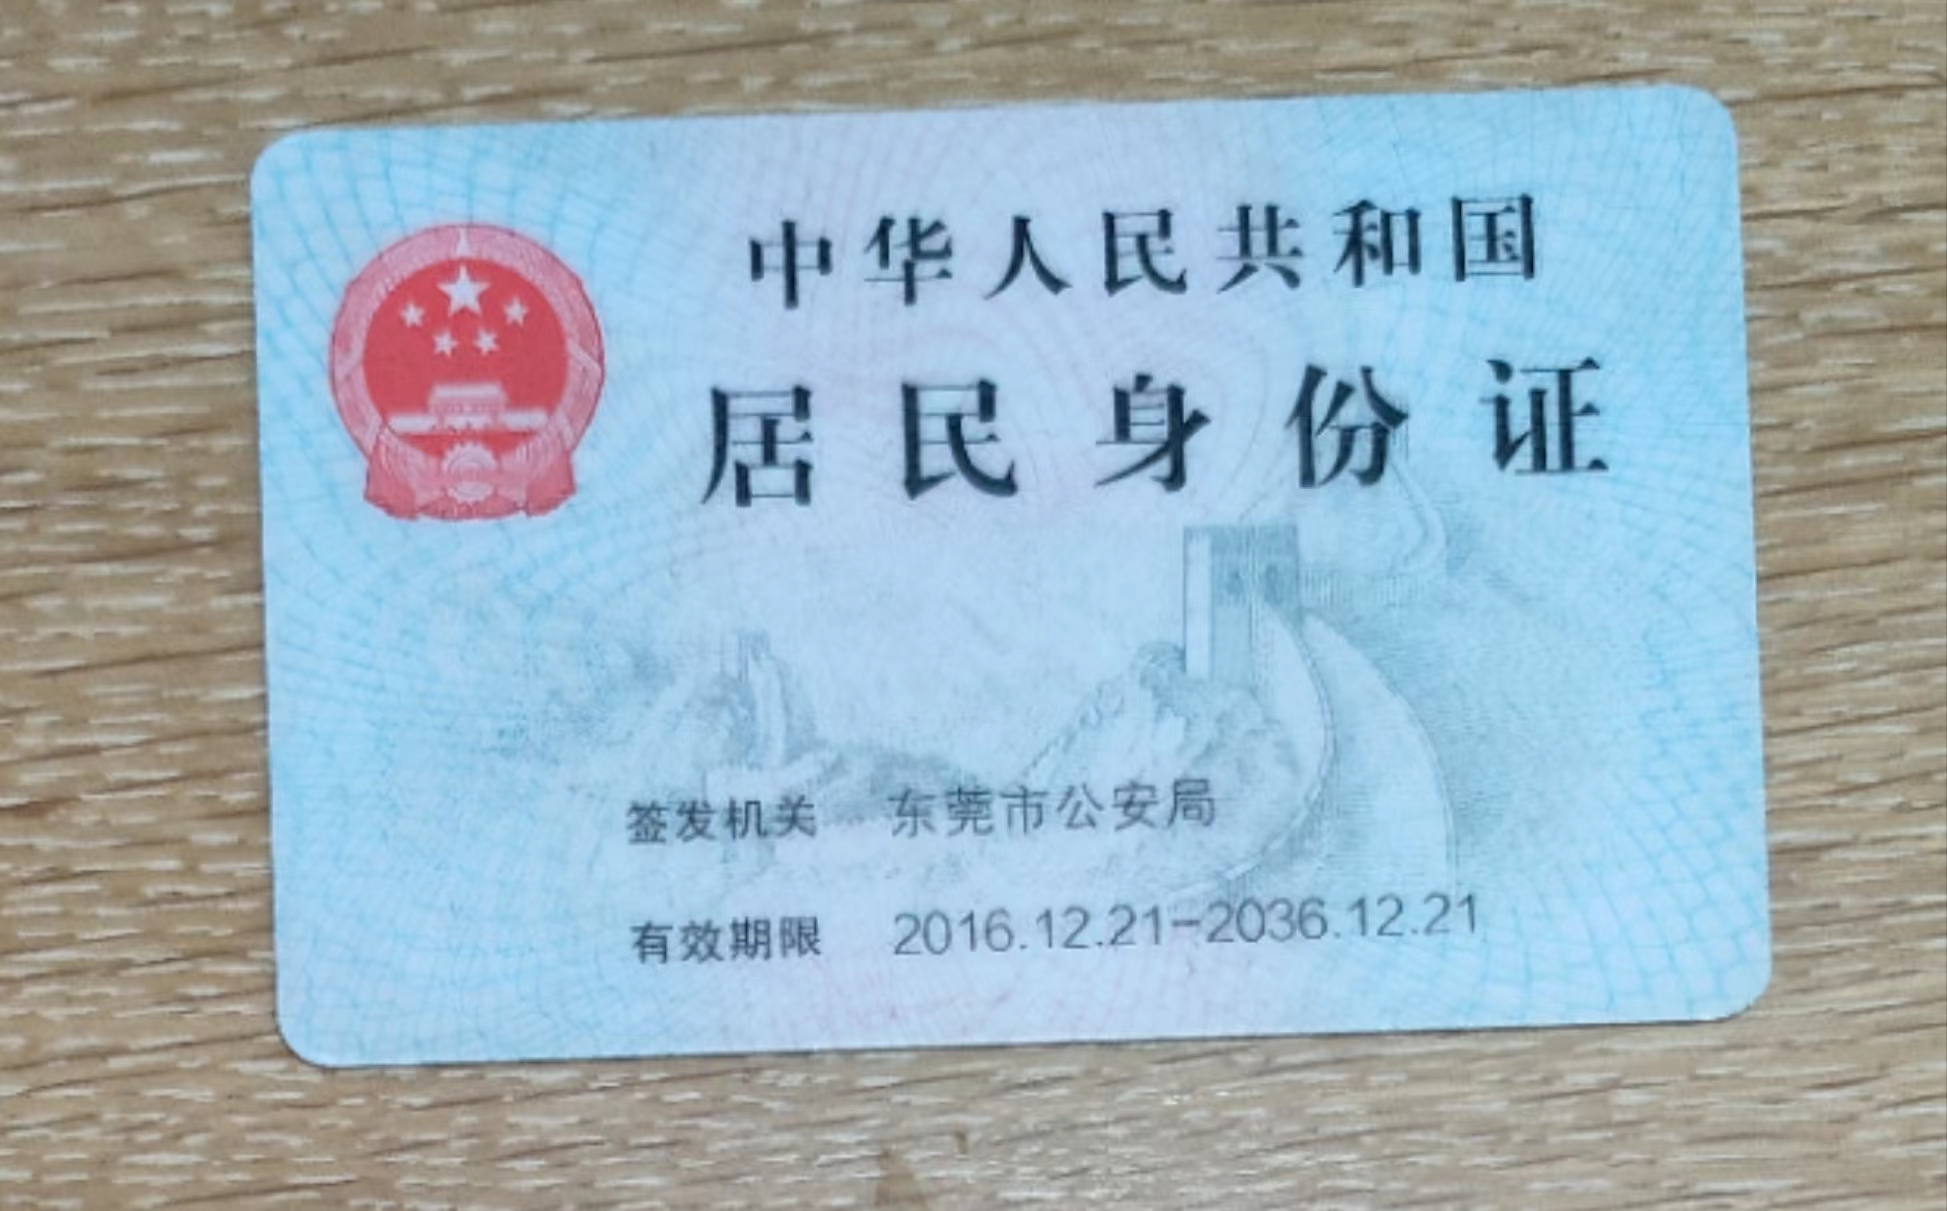 中华人民共和国
居民身份证
签发机关 东莞市公安局
有效期限 2016.12.21-2036.12.21